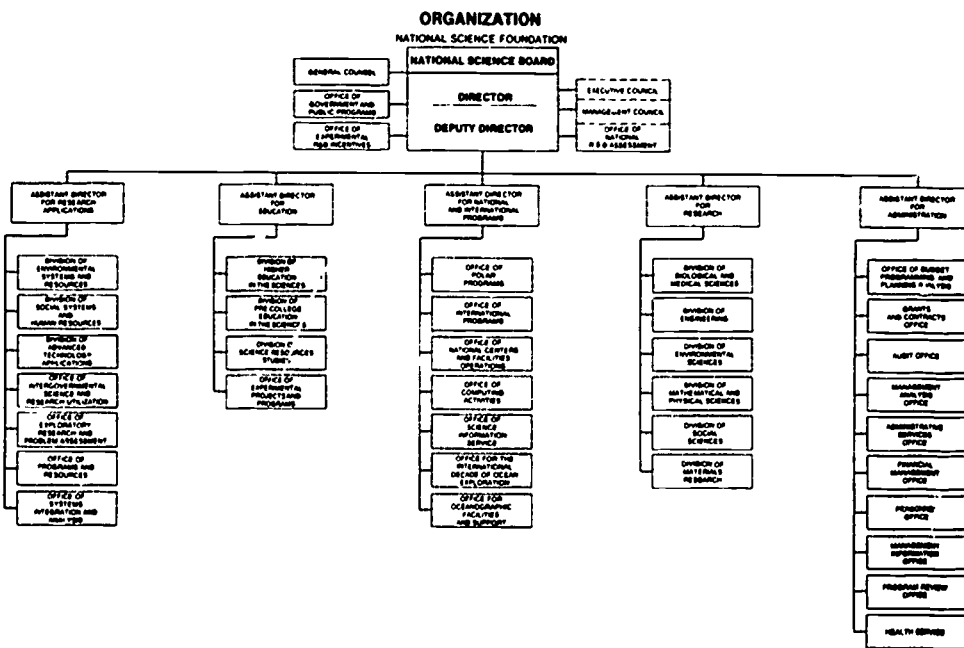 ORGANIZATION
NATIONAL SCIENCE FOUNDATION
NATIONAL SCIENCE BOARD
DIRECTOR
DEPUTY DIRECTOR
GENERAL COUNSEL
OFFICE OF
GOVERNMENT AND
PUBLIC PROGRAMS
OFFICE OF
EXPERIMENTAL
R&D INCENTIVES
EXECUTIVE COUNCIL
MANAGEMENT COUNCIL
OFFICE OF
NATIONAL
R & D ASSESSMENT
ASSISTANT DIRECTOR
FOR RESEARCH
APPLICATIONS
DIVISION OF
ENVIRONMENTAL
SYSTEMS AND
RESOURCES
DIVISION OF
SOCIAL SYSTEMS
AND
HUMAN RESOURCES
DIVISION OF
ADVANCED
TECHNOLOGY
APPLICATIONS
OFFICE OF
INTERGOVERNMENTAL
SCIENCE AND
RESEARCH UTILIZATION
OFFICE OF
EXPLORATORY
RESEARCH AND
PROBLEM ASSESSMENT
OFFICE OF
PROGRAMS AND
RESOURCES
OFFICE OF
SYSTEMS
INTEGRATION AND
ANALYSIS
ASSISTANT DIRECTOR
FOR
EDUCATION
DIVISION OF
HIGHER
EDUCATION
IN THE SCIENCES
DIVISION OF
PRE COLLEGE
EDUCATION
IN THE SCIENCES
DIVISION OF
SCIENCE RESOURCES
STUDIES
OFFICE OF
EXPERIMENTAL
PROJECTS AND
PROGRAMS
ASSISTANT DIRECTOR
FOR NATIONAL
AND INTERNATIONAL
PROGRAMS
OFFICE OF
POLAR
PROGRAMS
OFFICE OF
INTERNATIONAL
PROGRAMS
OFFICE OF
NATIONAL CENTERS
AND FACILITIES
OPERATIONS
OFFICE OF
COMPUTING
ACTIVITIES
OFFICE OF
SCIENCE
INFORMATION
SERVICE
OFFICE FOR THE
INTERNATIONAL
DECADE OF OCEAN
EXPLORATION
OFFICE FOR
OCEANOGRAPHIC
FACILITIES
AND SUPPORT
ASSISTANT DIRECTOR
FOR
RESEARCH
DIVISION OF
BIOLOGICAL AND
MEDICAL SCIENCES
DIVISION OF
ENGINEERING
DIVISION OF
ENVIRONMENTAL
SCIENCES
DIVISION OF
MATHEMATICAL AND
PHYSICAL SCIENCES
DIVISION OF
SOCIAL
SCIENCES
DIVISION OF
MATERIALS
RESEARCH
ASSISTANT DIRECTOR
FOR
ADMINISTRATION
OFFICE OF BUDGET
PROGRAMMING AND
PLANNING ANALYSIS
GRANTS
AND CONTRACTS
OFFICE
AUDIT OFFICE
MANAGEMENT
ANALYSIS
OFFICE
ADMINISTRATIVE
SERVICES
OFFICE
FINANCIAL
MANAGEMENT
OFFICE
PERSONNEL
OFFICE
MANAGEMENT
INFORMATION
OFFICE
PROGRAM REVIEW
OFFICE
HEALTH SERVICE